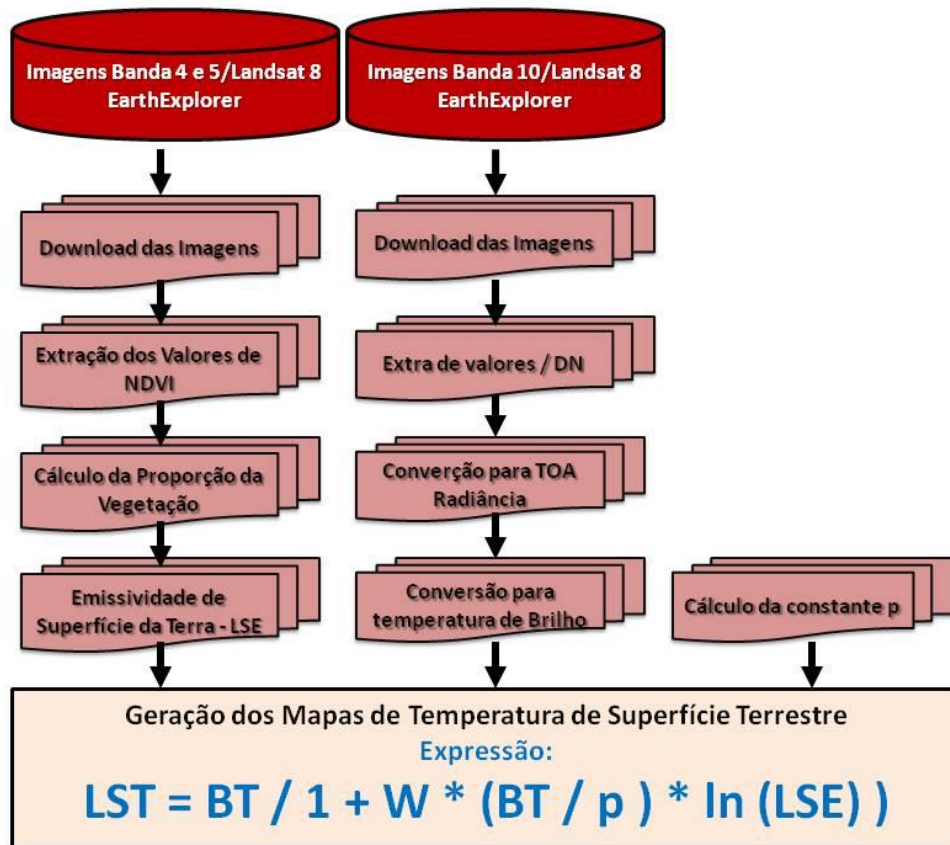 Imagens Banda 4 e 5/Landsat 8
EarthExplorer
Download das Imagens
Extração dos Valores de
NDVI
Cálculo da Proporção da
Vegetação
Emissividade de
Superfície da Terra - LSE
Imagens Banda 10/Landsat 8
EarthExplorer
Download das Imagens
Extra de valores / DN
Converção para TOA
Radiância
Conversão para
temperatura de Brilho
Cálculo da constante p
Geração dos Mapas de Temperatura de Superfície Terrestre
Expressão:
LST = BT / 1 + W * (BT / p ) * ln (LSE) )